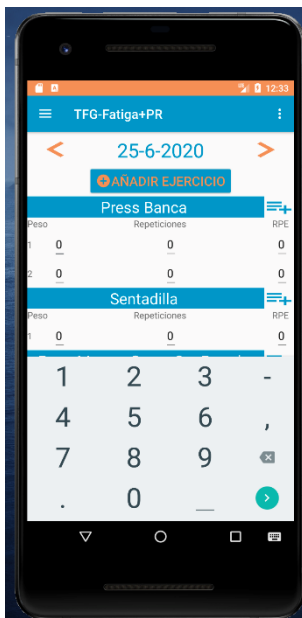 12:33
TFG-Fatiga+PR
< 25-6-2020 >
AÑADIR EJERCICIO
Press Banca
Peso Repeticiones RPE
1 0 0 0
2 0 0 0
Sentadilla
Peso Repeticiones RPE
1 0 0 0
1 2 3 -
4 5 6 ,
7 8 9
. 0 _